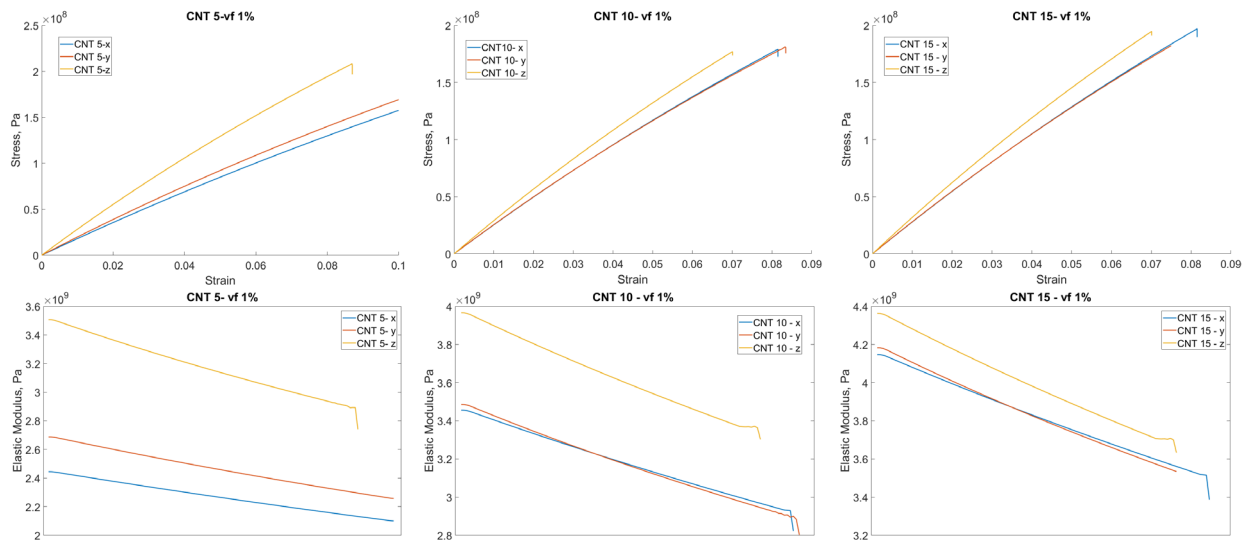 CNT 5-vf 1%
×10^8
2.5
2
1.5
1
0.5
0
Stress, Pa
CNT 5-x
CNT 5-y
CNT 5-z
0 0.02 0.04 0.06 0.08 0.1
Strain
CNT 10- vf 1%
×10^8
2
1.5
1
0.5
0
Stress, Pa
CNT10- x
CNT 10- y
CNT 10- z
0 0.01 0.02 0.03 0.04 0.05 0.06 0.07 0.08 0.09
Strain
CNT 15- vf 1%
×10^8
2
1.5
1
0.5
0
Stress, Pa
CNT 15 - x
CNT 15 - y
CNT 15 - z
0 0.01 0.02 0.03 0.04 0.05 0.06 0.07 0.08 0.09
Strain
CNT 5- vf 1%
×10^9
3.6
3.4
3.2
3
2.8
2.6
2.4
2.2
2
Elastic Modulus, Pa
CNT 5- x
CNT 5- y
CNT 5- z
CNT 10 - vf 1%
×10^9
4
3.8
3.6
3.4
3.2
3
2.8
Elastic Modulus, Pa
CNT 10 - x
CNT 10 - y
CNT 10 - z
CNT 15 - vf 1%
×10^9
4.4
4.2
4
3.8
3.6
3.4
3.2
Elastic Modulus, Pa
CNT 15 - x
CNT 15 - y
CNT 15 - z